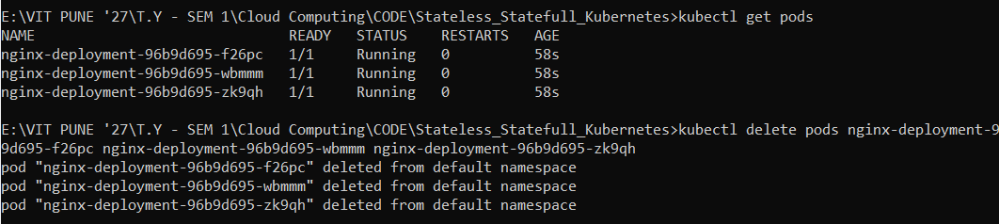 E:\VIT PUNE '27\T.Y - SEM 1\Cloud Computing\CODE\Stateless_Statefull_Kubernetes>kubectl get pods
NAME READY STATUS RESTARTS AGE
nginx-deployment-96b9d695-f26pc 1/1 Running 0 58s
nginx-deployment-96b9d695-wbmmm 1/1 Running 0 58s
nginx-deployment-96b9d695-zk9qh 1/1 Running 0 58s
E:\VIT PUNE '27\T.Y - SEM 1\Cloud Computing\CODE\Stateless_Statefull_Kubernetes>kubectl delete pods nginx-deployment-9
9d695-f26pc nginx-deployment-96b9d695-wbmmm nginx-deployment-96b9d695-zk9qh
pod "nginx-deployment-96b9d695-f26pc" deleted from default namespace
pod "nginx-deployment-96b9d695-wbmmm" deleted from default namespace
pod "nginx-deployment-96b9d695-zk9qh" deleted from default namespace